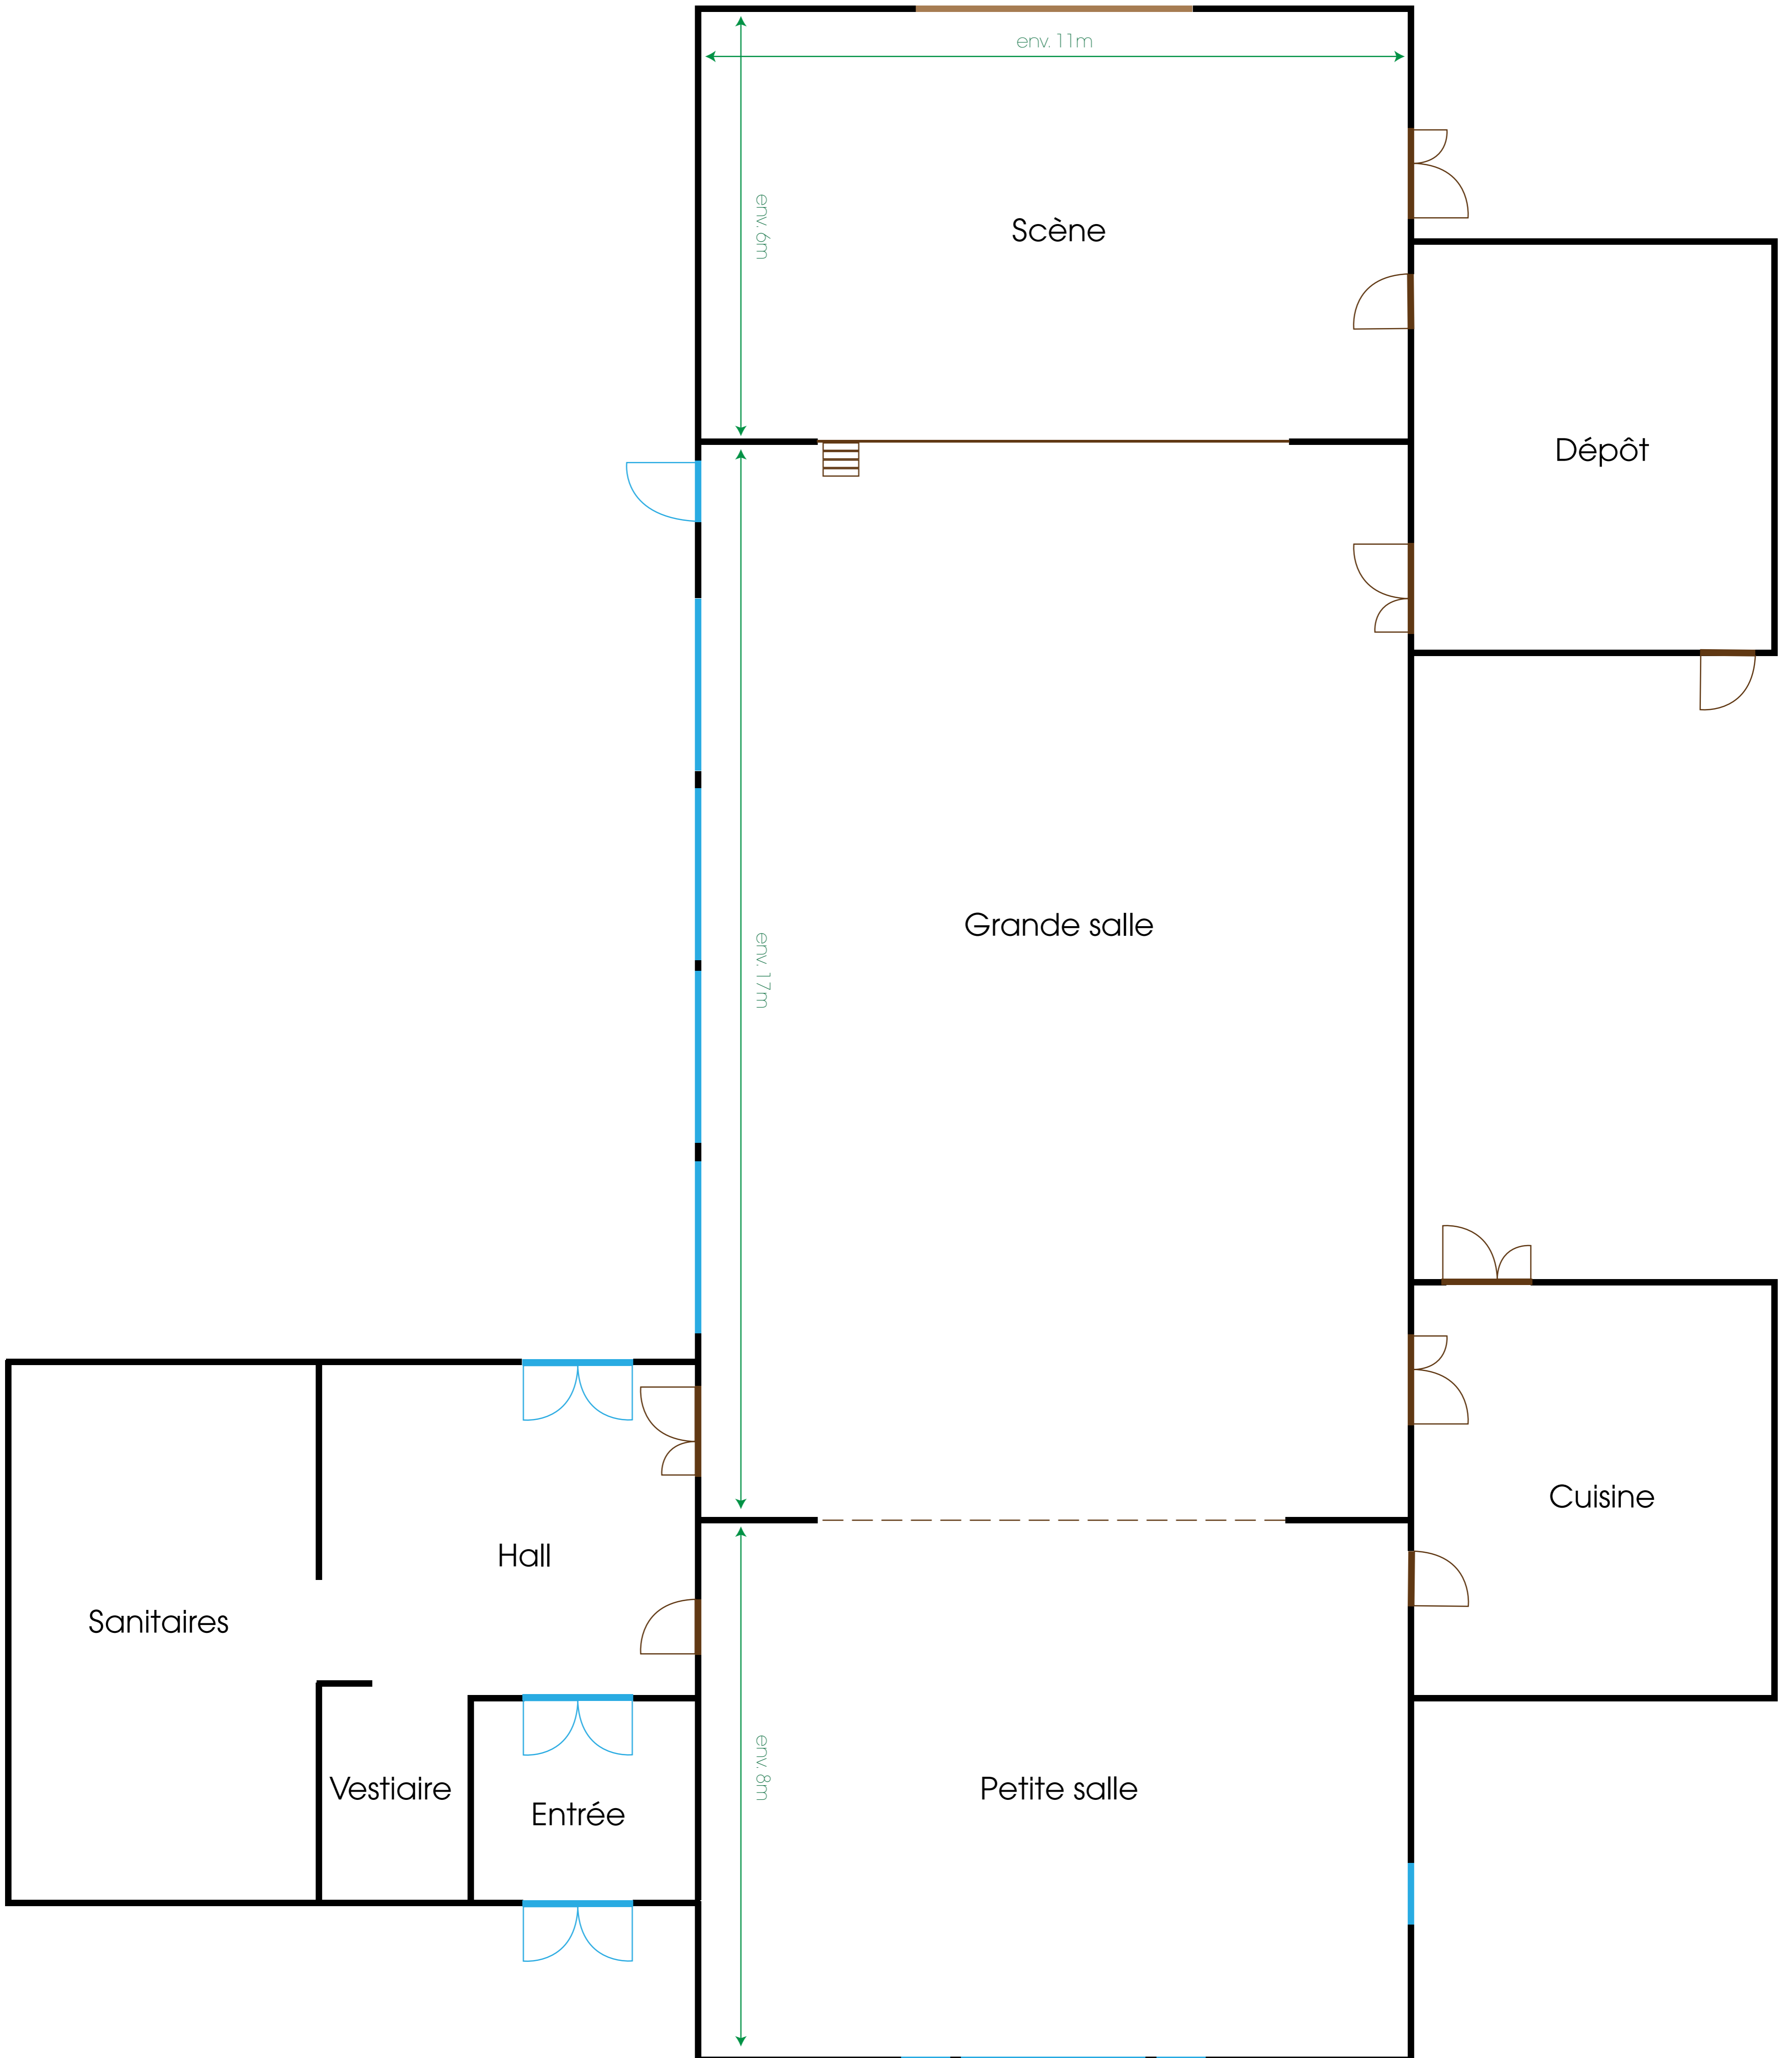 env. 11m
env. 6m
Scène
Dépôt
Grande salle
env. 17m
Cuisine
Hall
Sanitaires
Vestiaire
Entrée
env. 8m
Petite salle